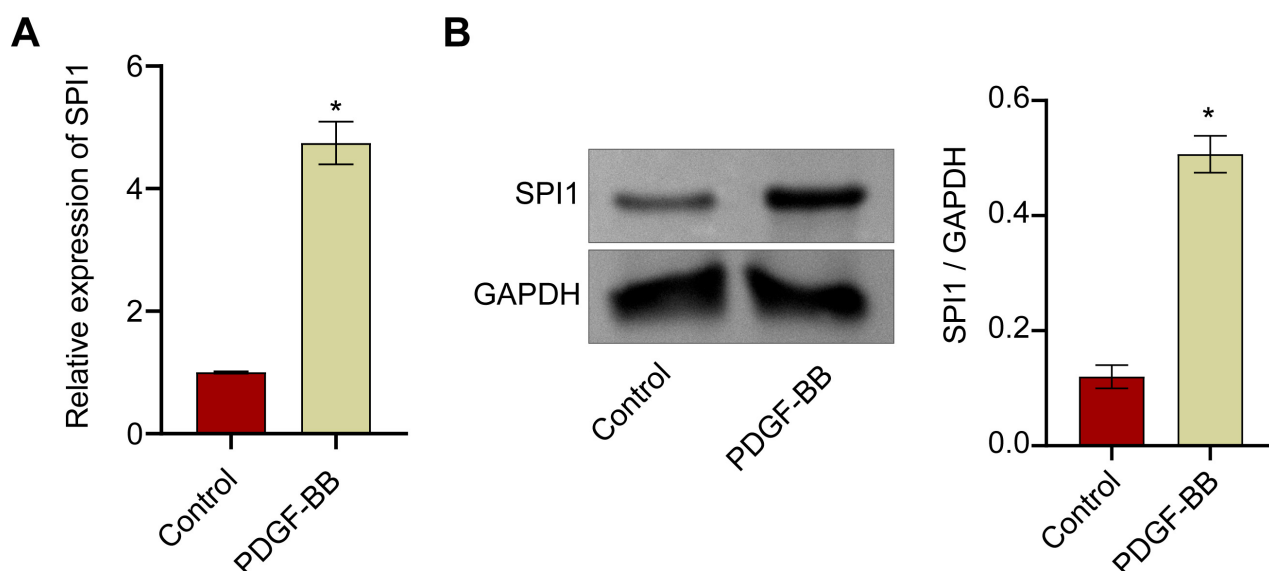 A
Relative expression of SPI1
6
4
2
0
*
Control
PDGF-BB
B
SPI1
GAPDH
Control
PDGF-BB
SPI1 / GAPDH
0.6
0.4
0.2
0.0
*
Control
PDGF-BB